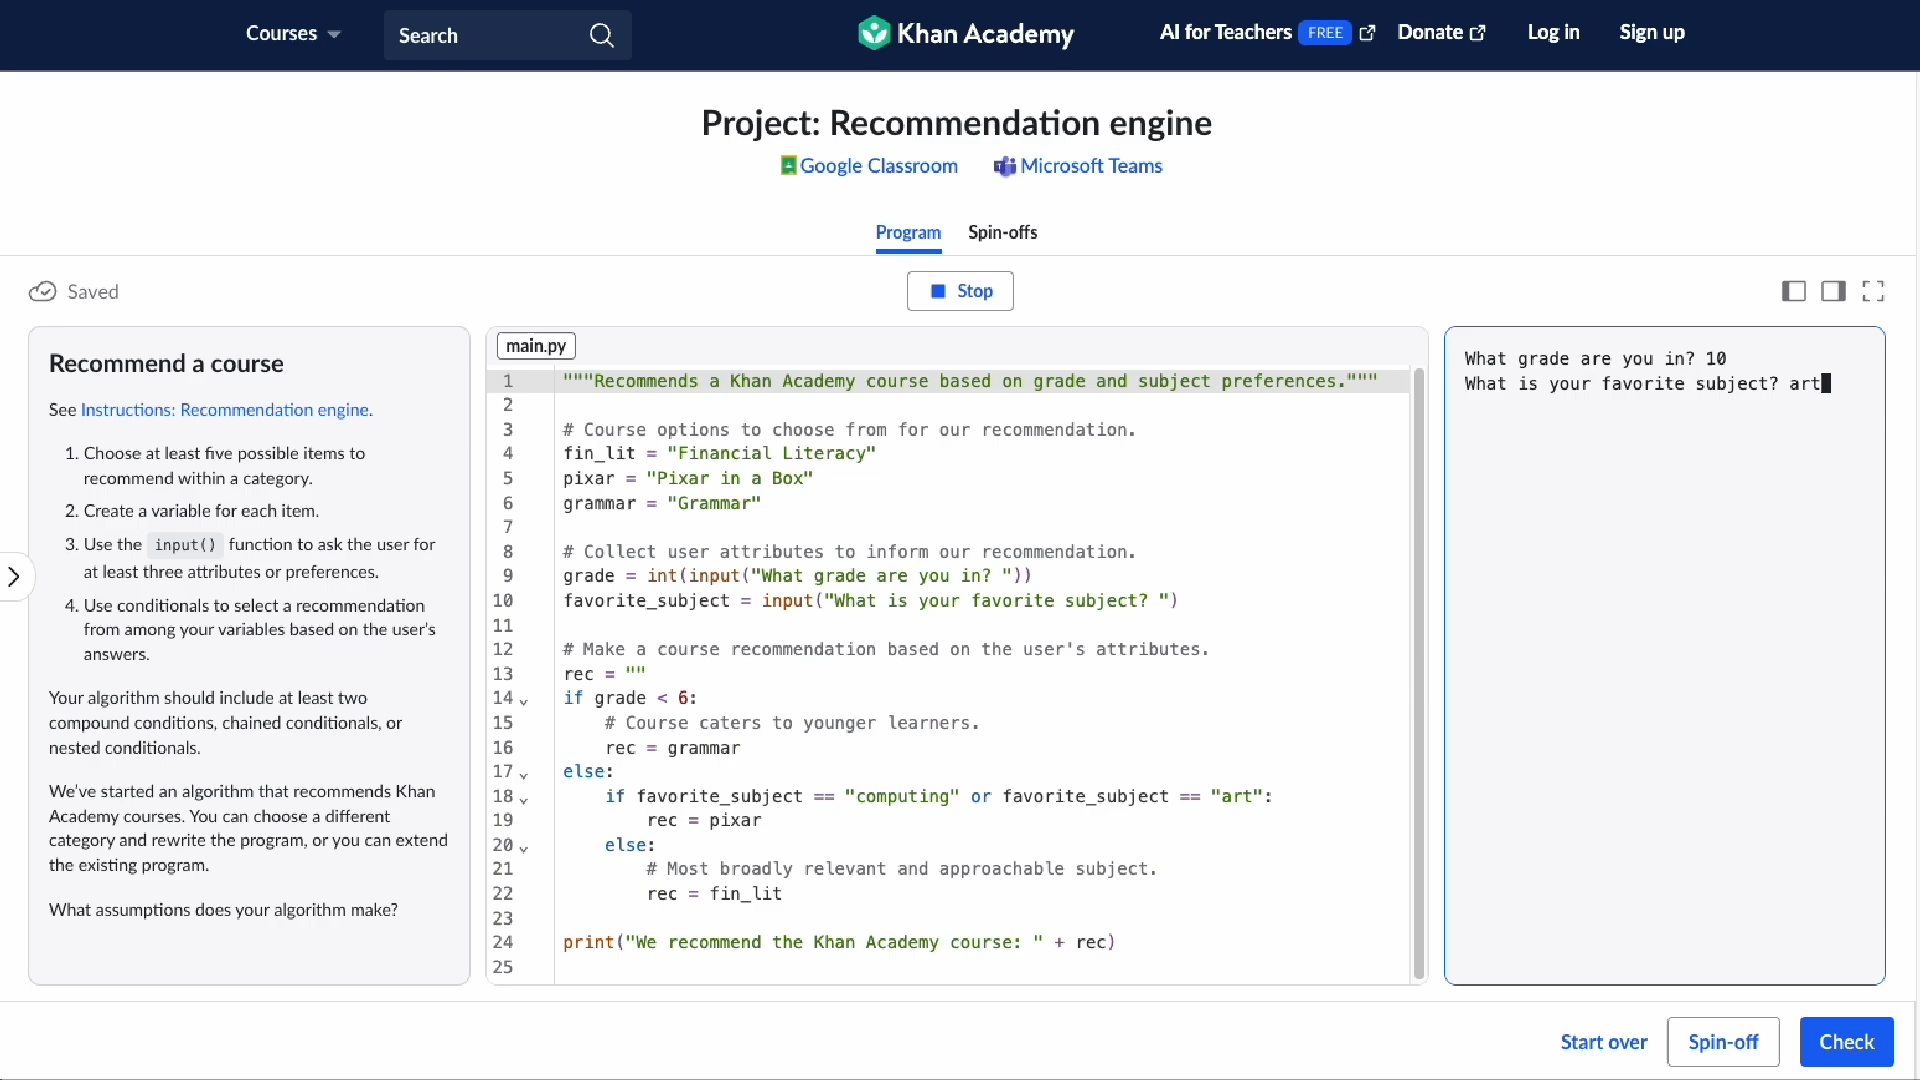 Courses
Search
Khan Academy
AI for Teachers FREE
Donate
Log in
Sign up
Project: Recommendation engine
Google Classroom
Microsoft Teams
Program
Spin-offs
Saved
Stop
Recommend a course
See Instructions: Recommendation engine.
1. Choose at least five possible items to
recommend within a category.
2. Create a variable for each item.
3. Use the input() function to ask the user for
at least three attributes or preferences.
4. Use conditionals to select a recommendation
from among your variables based on the user's
answers.
Your algorithm should include at least two
compound conditions, chained conditionals, or
nested conditionals.
We've started an algorithm that recommends Khan
Academy courses. You can choose a different
category and rewrite the program, or you can extend
the existing program.
What assumptions does your algorithm make?
main.py
1 """Recommends a Khan Academy course based on grade and subject preferences."""
2
3 # Course options to choose from for our recommendation.
4 fin_lit = "Financial Literacy"
5 pixar = "Pixar in a Box"
6 grammar = "Grammar"
7
8 # Collect user attributes to inform our recommendation.
9 grade = int(input("What grade are you in? "))
10 favorite_subject = input("What is your favorite subject? ")
11
12 # Make a course recommendation based on the user's attributes.
13 rec = ""
14 if grade < 6:
15     # Course caters to younger learners.
16     rec = grammar
17 else:
18     if favorite_subject == "computing" or favorite_subject == "art":
19         rec = pixar
20     else:
21         # Most broadly relevant and approachable subject.
22         rec = fin_lit
23
24 print("We recommend the Khan Academy course: " + rec)
25
What grade are you in? 10
What is your favorite subject? art
Start over
Spin-off
Check